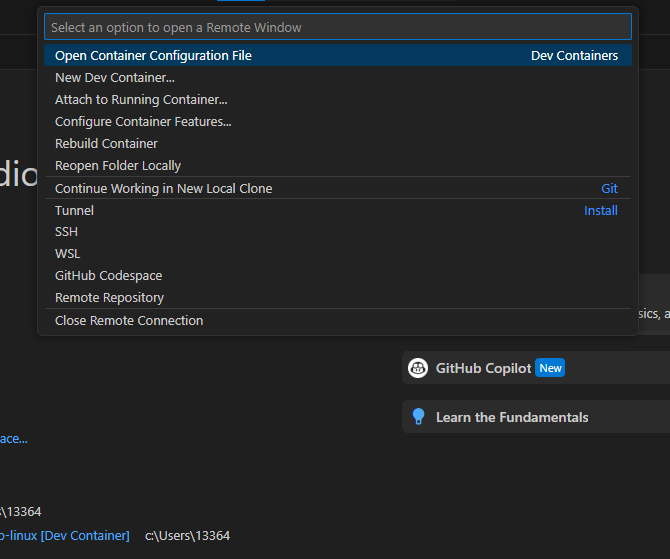 Select an option to open a Remote Window
Open Container Configuration File Dev Containers
New Dev Container...
Attach to Running Container...
Configure Container Features...
Rebuild Container
Reopen Folder Locally
Continue Working in New Local Clone Git
Tunnel Install
SSH
WSL
GitHub Codespace
Remote Repository
Close Remote Connection
dio
sics, a
GitHub Copilot New
Learn the Fundamentals
ace...
s\13364
o-linux [Dev Container] c:\Users\13364